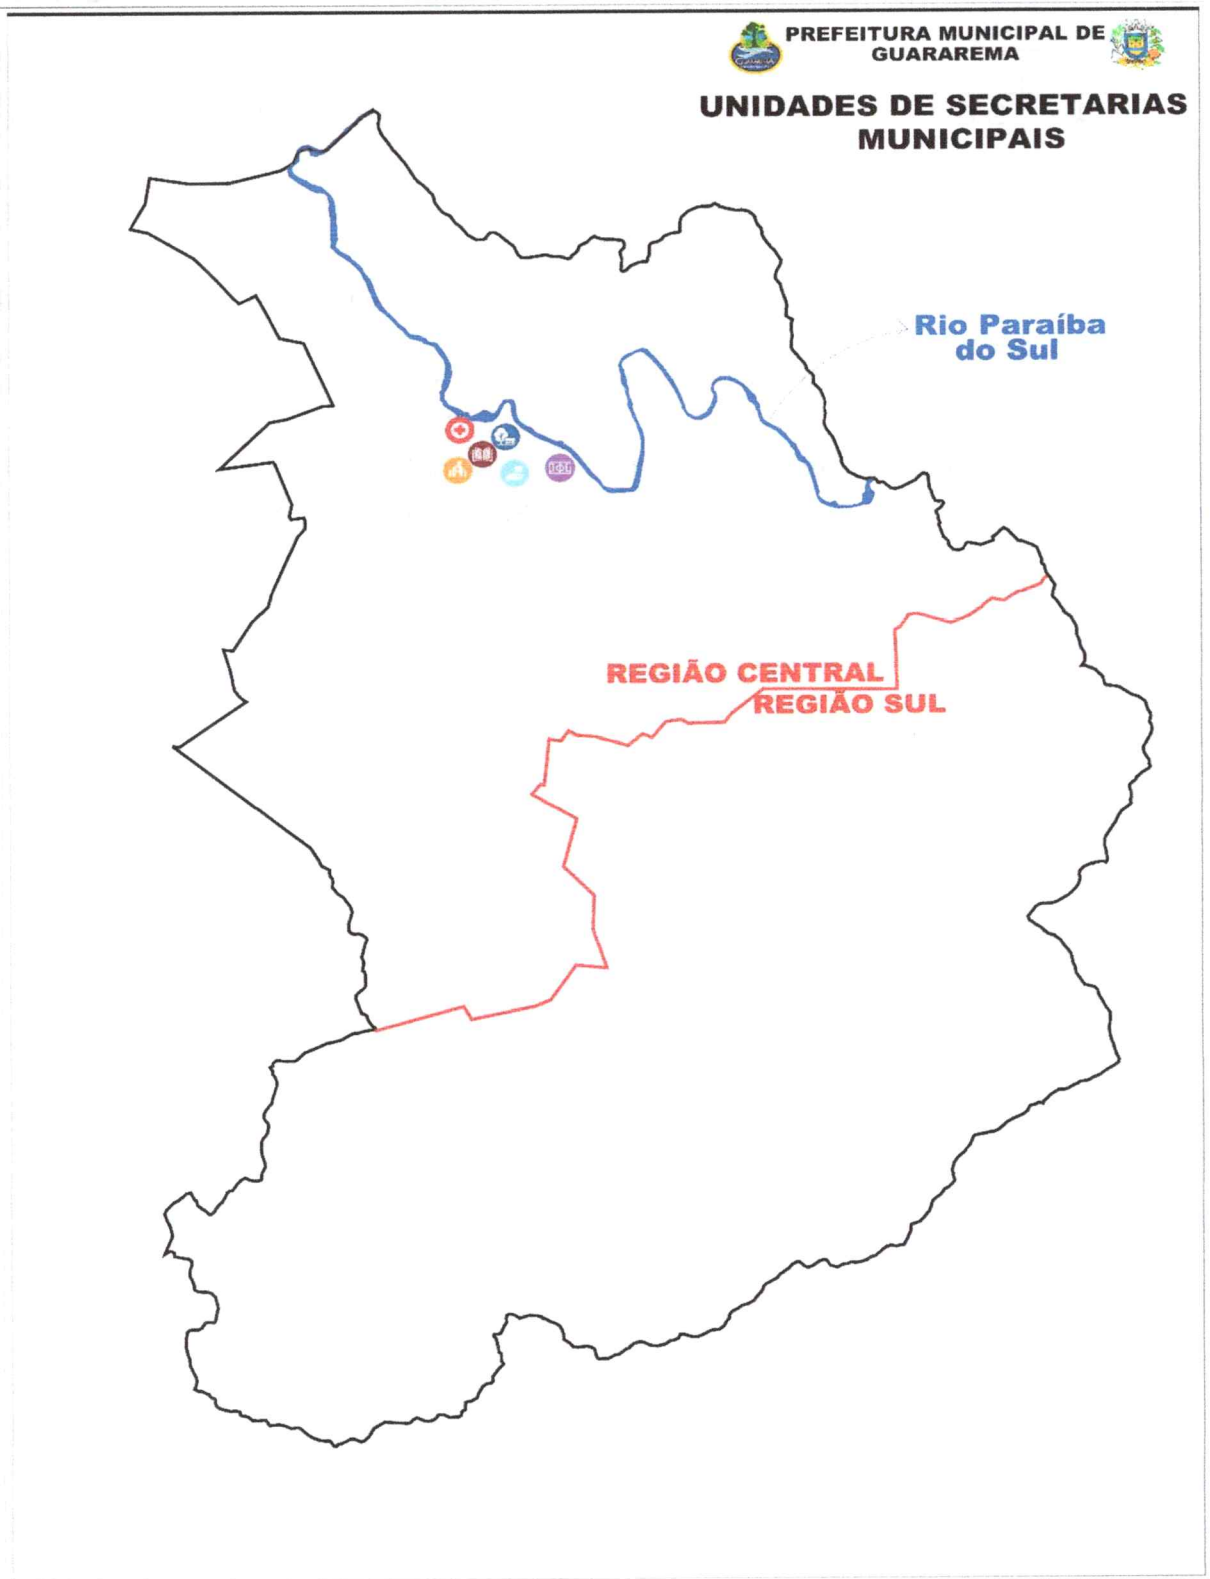 PREFEITURA MUNICIPAL DE
GUARAREMA
UNIDADES DE SECRETARIAS
MUNICIPAIS
Rio Paraíba
do Sul
REGIÃO CENTRAL
REGIÃO SUL